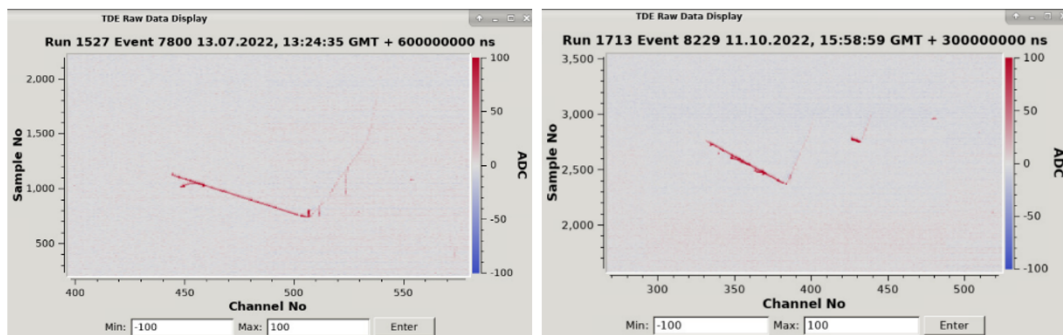 TDE Raw Data Display
Run 1527 Event 7800 13.07.2022, 13:24:35 GMT + 600000000 ns
2,000
1,500
1,000
500
Sample No
400
450
500
550
Channel No
100
50
0
-50
-100
ADC
Min: -100 Max: 100 Enter
TDE Raw Data Display
Run 1713 Event 8229 11.10.2022, 15:58:59 GMT + 300000000 ns
3,500
3,000
2,500
2,000
Sample No
300
350
400
450
500
Channel No
100
50
0
-50
-100
ADC
Min: -100 Max: 100 Enter